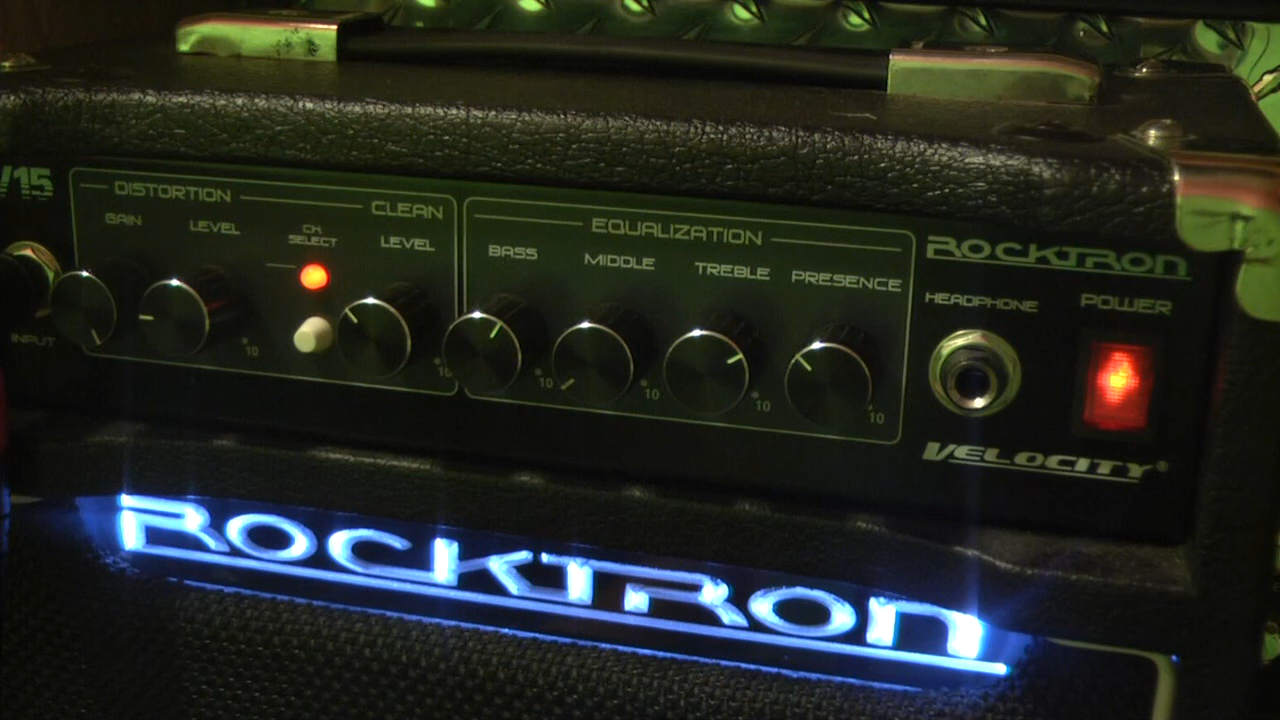 /15
DISTORTION
CLEAN
GAIN
LEVEL
CH.
SELECT
LEVEL
INPUT
10
10
EQUALIZATION
BASS
MIDDLE
TREBLE
PRESENCE
10
10
10
10
ROCKTRON
HEADPHONE
POWER
VELOCITY®
ROCKTRON